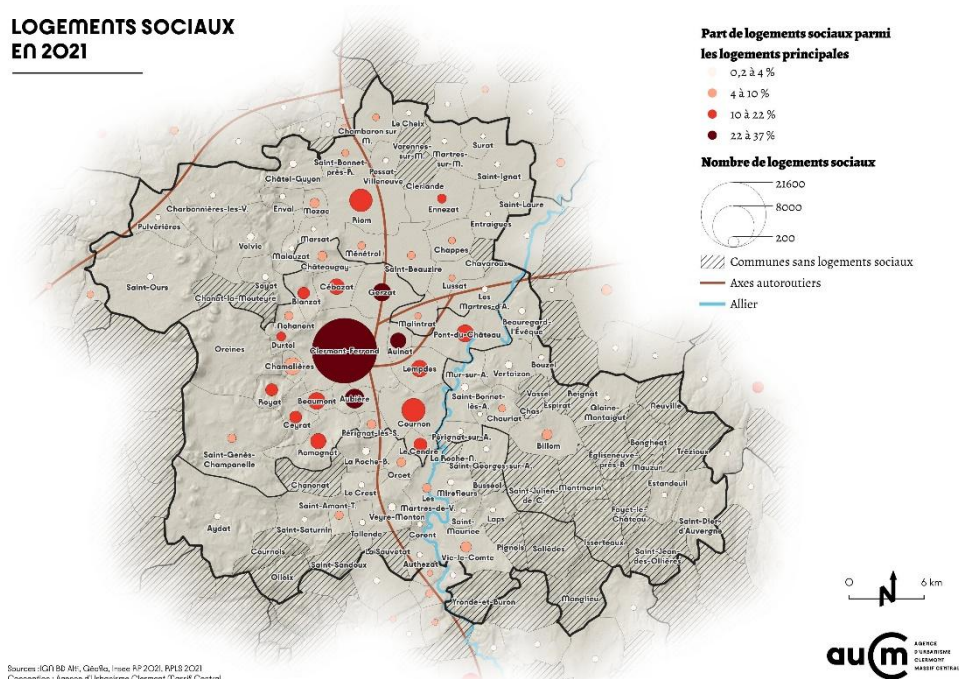 LOGEMENTS SOCIAUX
EN 2021
Part de logements sociaux parmi
les logements principales
0,2 à 4 %
4 à 10 %
10 à 22 %
22 à 37 %
Nombre de logements sociaux
21600
8000
200
Communes sans logements sociaux
Axes autoroutiers
Allier
Le Cheix
Chambaron sur
M.
Varennes-
sur-M.
Martres-
sur-M.
Surat
Saint-Bonnet-
près-R.
Pessat-
Villeneuve
Saint-Ignat
Châtel-Guyon
Clerlande
Charbonnières-les-V.
Enval
Mozac
Riom
Ennezat
Saint-Laure
Pulvérières
Entraigues
Volvic
Marsat
Ménétrol
Chappes
Malauzat
Châteaugay
Saint-Beauzire
Chavaroux
Saint-Ours
Sayat
Cébazat
Gerzat
Lussat
Chanat-la-Mouteyre
Blanzat
Les
Martres-d'A.
Nohanent
Malintrat
Beauregard-
l'Évêque
Durtol
Pont-du-Château
Orcines
Clermont-Ferrand
Aulnat
Chamalières
Lempdes
Mur-sur-A.
Vertaizon
Bouzel
Royat
Beaumont
Aubière
Saint-Bonnet-
lès-A.
Vassel
Reignat
Chas
Espirat
Glaine-
Montaigut
Neuville
Ceyrat
Cournon
Chauriat
Romagnat
Pérignat-lès-S.
Pérignat-sur-A.
Billom
Bongheat
Trézioux
Saint-Genès-
Champanelle
La Roche-B.
Le Cendre
La Roche-N.
Saint-Georges-sur-A.
Égliseneuve-
près-B.
Mauzun
Orcet
Estandeuil
Chanonat
Le Crest
Mirefleurs
Busséol
Saint-Julien-
de-C.
Montmorin
Saint-Amant-T.
Les
Martres-de-V.
Fayet-le-
Château
Aydat
Saint-Saturnin
Veyre-Monton
Saint-
Maurice
Laps
Saint-Dier-
d'Auvergne
Tallende
Corent
Isserteaux
Cournols
La Sauvetat
Vic-le-Comte
Pignols
Sallèdes
Saint-Jean-
des-Ollières
Olloix
Saint-Sandoux
Authezat
Yronde-et-Buron
Manglieu
0
6 km
N
au(m
AGENCE
D'URBANISME
CLERMONT
MASSIF CENTRAL
Sources : IGN BD Alti, Géofla, Insee RP 2021, RPLS 2021
Conception : Agence d'Urbanisme Clermont Massif Central